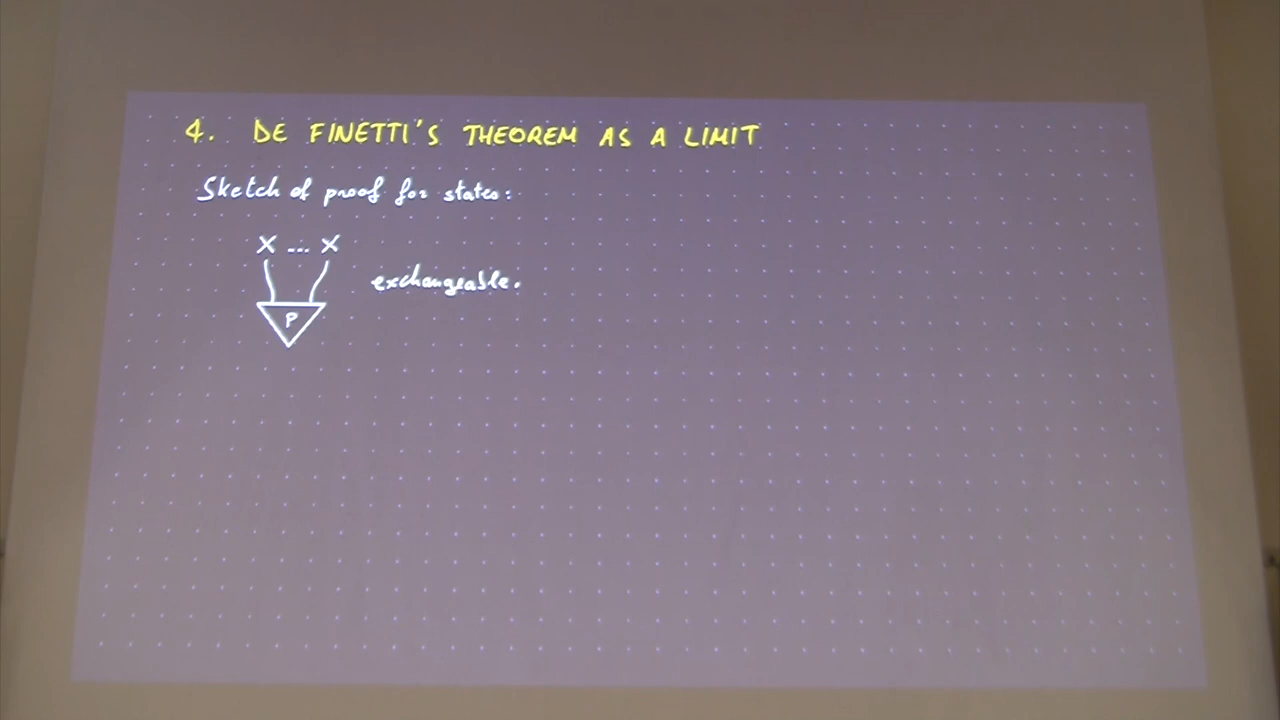 4. DE FINETTI'S THEOREM AS A LIMIT
Sketch of proof for states:
X ... X
exchangeable.
P